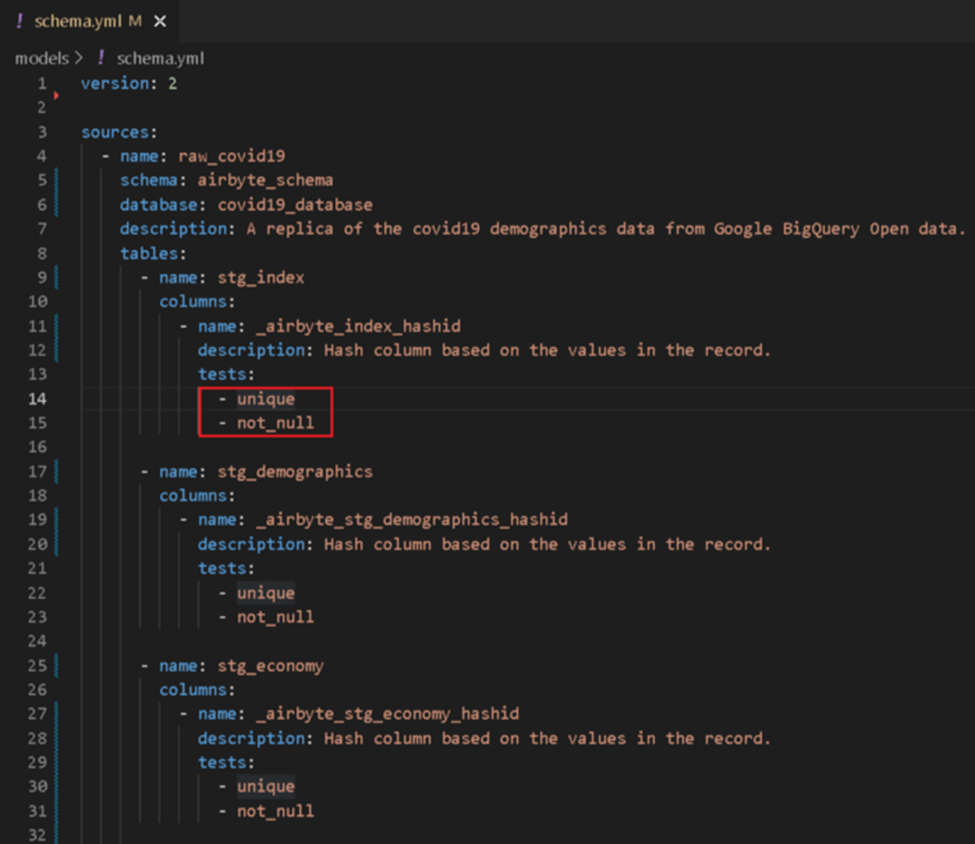 ! schema.yml M ×
models > ! schema.yml
1 version: 2
2
3 sources:
4   - name: raw_covid19
5     schema: airbyte_schema
6     database: covid19_database
7     description: A replica of the covid19 demographics data from Google BigQuery Open data.
8     tables:
9       - name: stg_index
10         columns:
11           - name: _airbyte_index_hashid
12             description: Hash column based on the values in the record.
13             tests:
14               - unique
15               - not_null
16
17       - name: stg_demographics
18         columns:
19           - name: _airbyte_stg_demographics_hashid
20             description: Hash column based on the values in the record.
21             tests:
22               - unique
23               - not_null
24
25       - name: stg_economy
26         columns:
27           - name: _airbyte_stg_economy_hashid
28             description: Hash column based on the values in the record.
29             tests:
30               - unique
31               - not_null
32